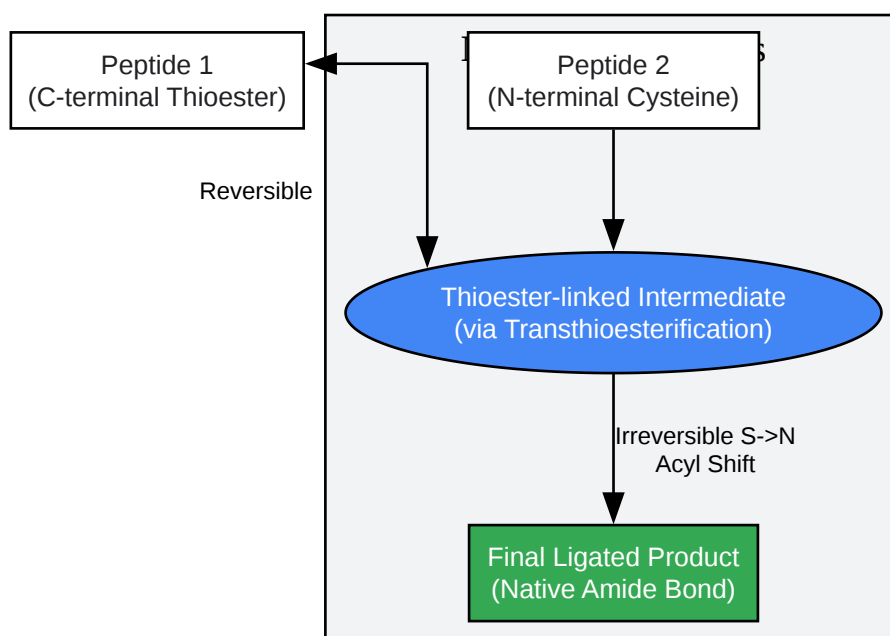 Peptide 1
(C-terminal Thioester)
Peptide 2
(N-terminal Cysteine)
Reversible
Thioester-linked Intermediate
(via Transthioesterification)
Irreversible S->N
Acyl Shift
Final Ligated Product
(Native Amide Bond)